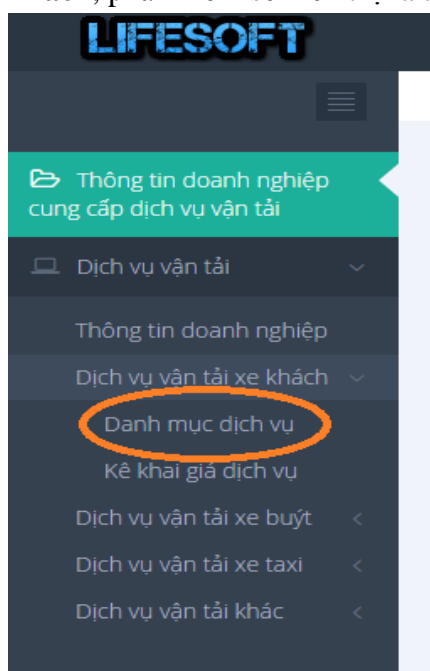 LIFESOFT
Thông tin doanh nghiệp
cung cấp dịch vụ vận tải
Dịch vụ vận tải
Thông tin doanh nghiệp
Dịch vụ vận tải xe khách
Danh mục dịch vụ
Kê khai giá dịch vụ
Dịch vụ vận tải xe buýt
Dịch vụ vận tải xe taxi
Dịch vụ vận tải khác